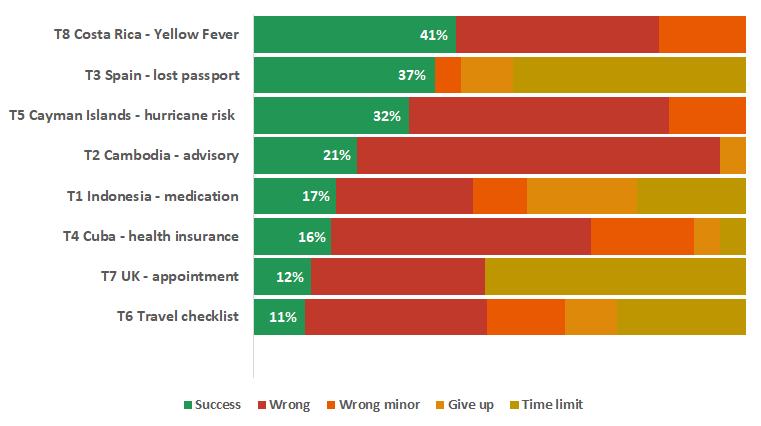 T8 Costa Rica - Yellow Fever 41%
T3 Spain - lost passport 37%
T5 Cayman Islands - hurricane risk 32%
T2 Cambodia - advisory 21%
T1 Indonesia - medication 17%
T4 Cuba - health insurance 16%
T7 UK - appointment 12%
T6 Travel checklist 11%
Success Wrong Wrong minor Give up Time limit